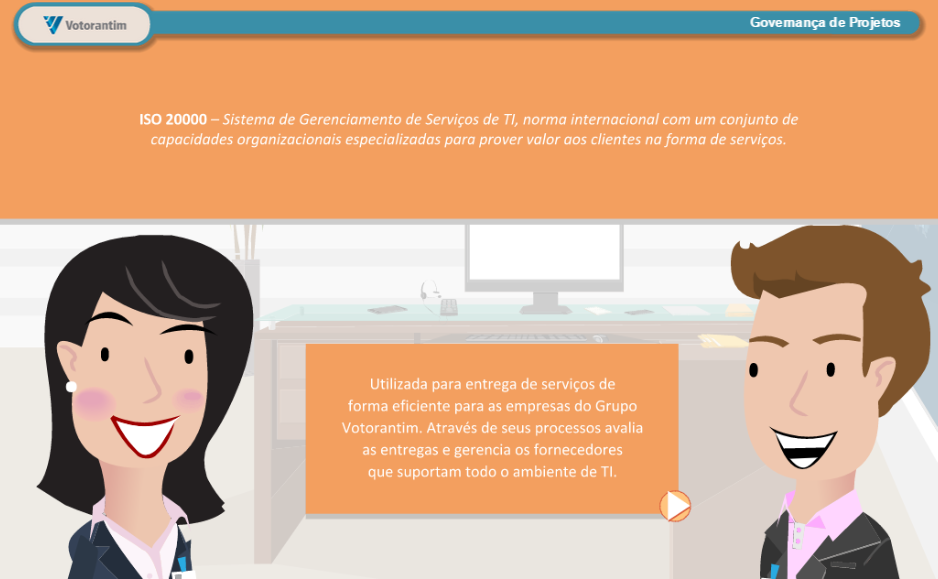 Votorantim
Governança de Projetos
ISO 20000 – Sistema de Gerenciamento de Serviços de TI, norma internacional com um conjunto de
capacidades organizacionais especializadas para prover valor aos clientes na forma de serviços.
Utilizada para entrega de serviços de
forma eficiente para as empresas do Grupo
Votorantim. Através de seus processos avalia
as entregas e gerencia os fornecedores
que suportam todo o ambiente de TI.